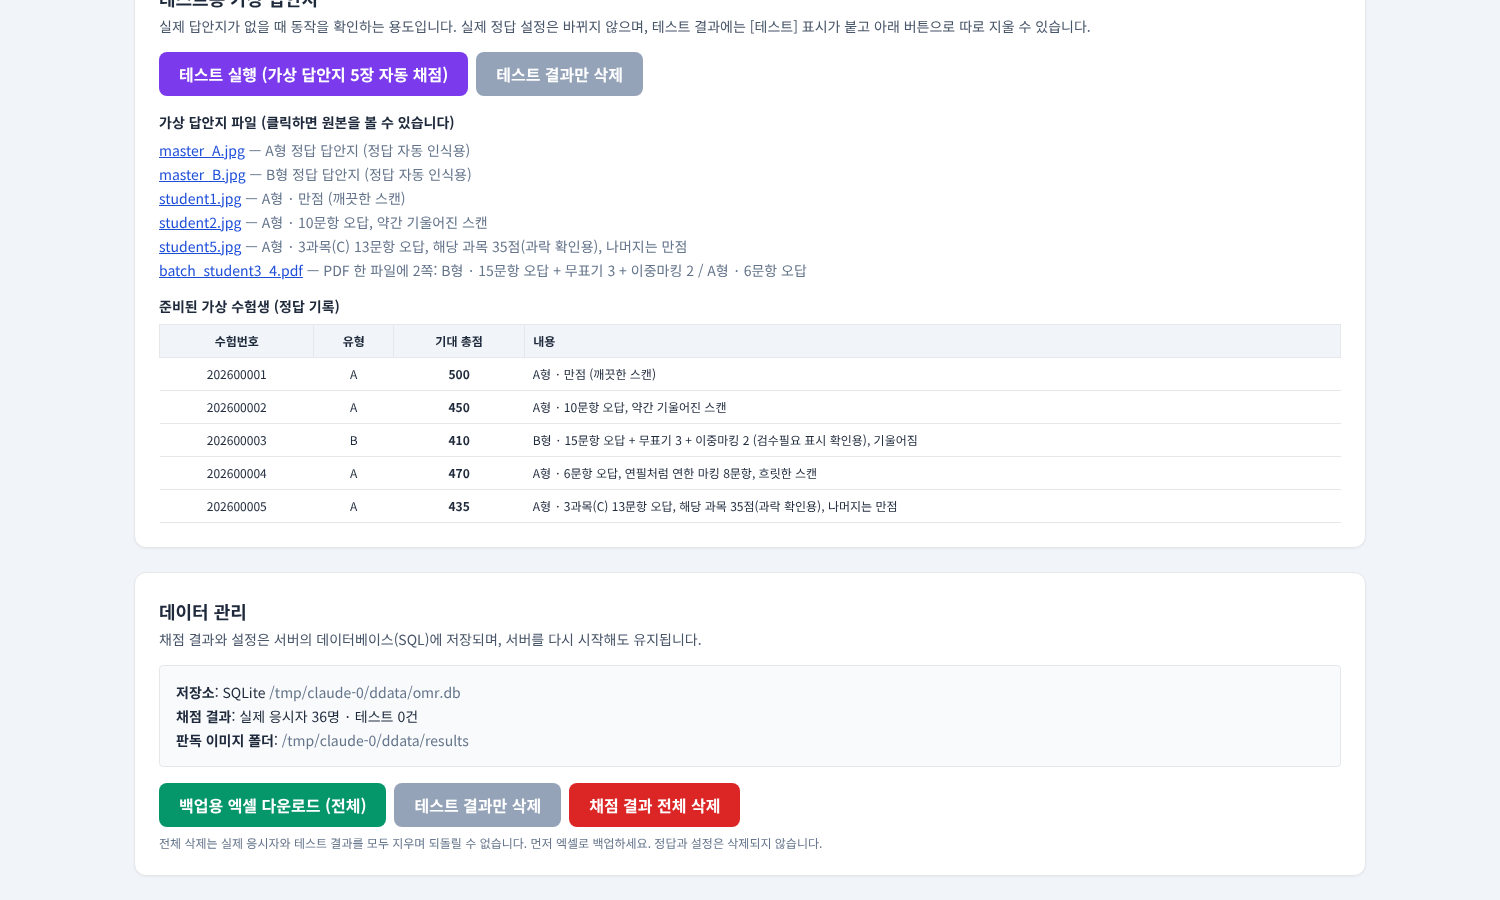 테스트용 가상 답안지
실제 답안지가 없을 때 동작을 확인하는 용도입니다. 실제 정답 설정은 바뀌지 않으며, 테스트 결과에는 [테스트] 표시가 붙고 아래 버튼으로 따로 지울 수 있습니다.
테스트 실행 (가상 답안지 5장 자동 채점) 테스트 결과만 삭제
가상 답안지 파일 (클릭하면 원본을 볼 수 있습니다)
master_A.jpg — A형 정답 답안지 (정답 자동 인식용)
master_B.jpg — B형 정답 답안지 (정답 자동 인식용)
student1.jpg — A형 · 만점 (깨끗한 스캔)
student2.jpg — A형 · 10문항 오답, 약간 기울어진 스캔
student5.jpg — A형 · 3과목(C) 13문항 오답, 해당 과목 35점(과락 확인용), 나머지는 만점
batch_student3_4.pdf — PDF 한 파일에 2쪽: B형 · 15문항 오답 + 무표기 3 + 이중마킹 2 / A형 · 6문항 오답
준비된 가상 수험생 (정답 기록)
수험번호 유형 기대 총점 내용
202600001 A 500 A형 · 만점 (깨끗한 스캔)
202600002 A 450 A형 · 10문항 오답, 약간 기울어진 스캔
202600003 B 410 B형 · 15문항 오답 + 무표기 3 + 이중마킹 2 (검수필요 표시 확인용), 기울어짐
202600004 A 470 A형 · 6문항 오답, 연필처럼 연한 마킹 8문항, 흐릿한 스캔
202600005 A 435 A형 · 3과목(C) 13문항 오답, 해당 과목 35점(과락 확인용), 나머지는 만점
데이터 관리
채점 결과와 설정은 서버의 데이터베이스(SQL)에 저장되며, 서버를 다시 시작해도 유지됩니다.
저장소: SQLite /tmp/claude-0/ddata/omr.db
채점 결과: 실제 응시자 36명 · 테스트 0건
판독 이미지 폴더: /tmp/claude-0/ddata/results
백업용 엑셀 다운로드 (전체) 테스트 결과만 삭제 채점 결과 전체 삭제
전체 삭제는 실제 응시자와 테스트 결과를 모두 지우며 되돌릴 수 없습니다. 먼저 엑셀로 백업하세요. 정답과 설정은 삭제되지 않습니다.